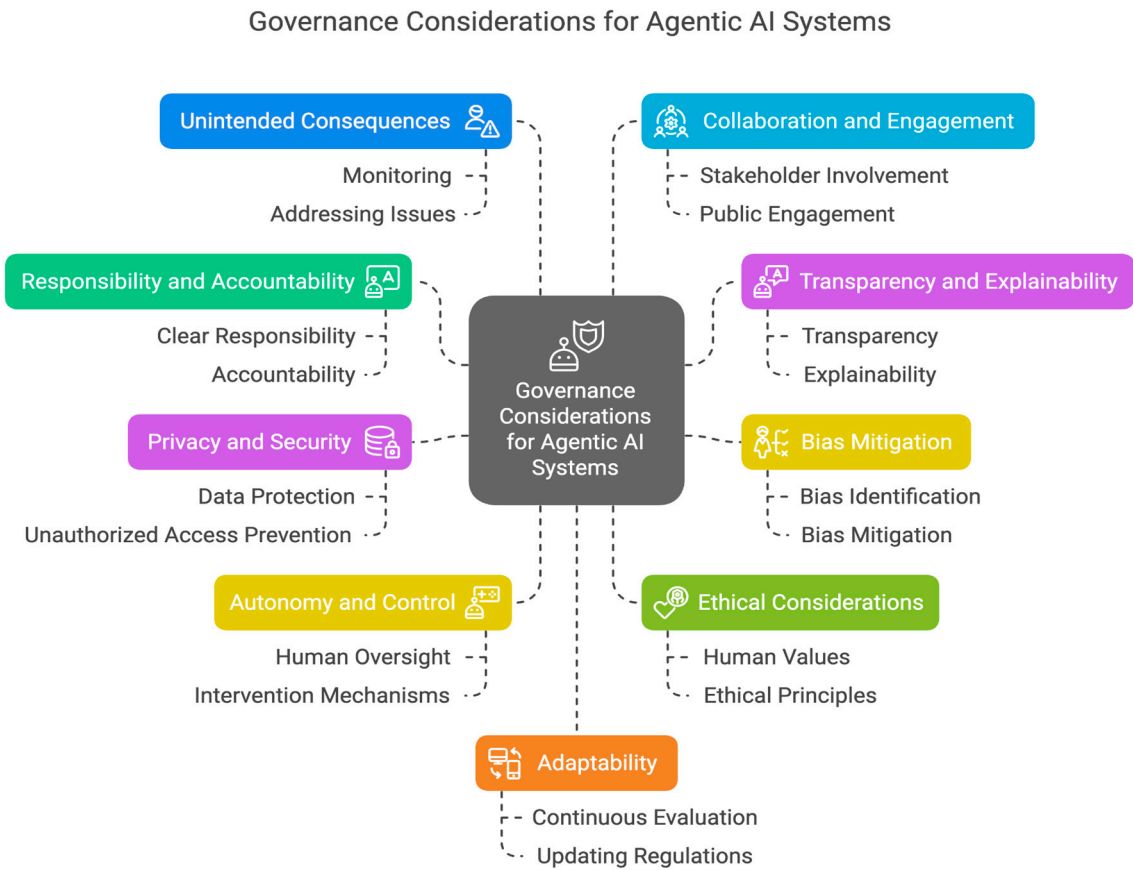 Governance Considerations for Agentic AI Systems
Unintended Consequences
Monitoring
Addressing Issues
Collaboration and Engagement
Stakeholder Involvement
Public Engagement
Responsibility and Accountability
A
Clear Responsibility
Accountability
A
Transparency and Explainability
Transparency
Explainability
Governance
Considerations
for Agentic AI
Systems
Privacy and Security
Data Protection
Unauthorized Access Prevention
Bias Mitigation
Bias Identification
Bias Mitigation
Autonomy and Control
Human Oversight
Intervention Mechanisms
Ethical Considerations
Human Values
Ethical Principles
Adaptability
Continuous Evaluation
Updating Regulations